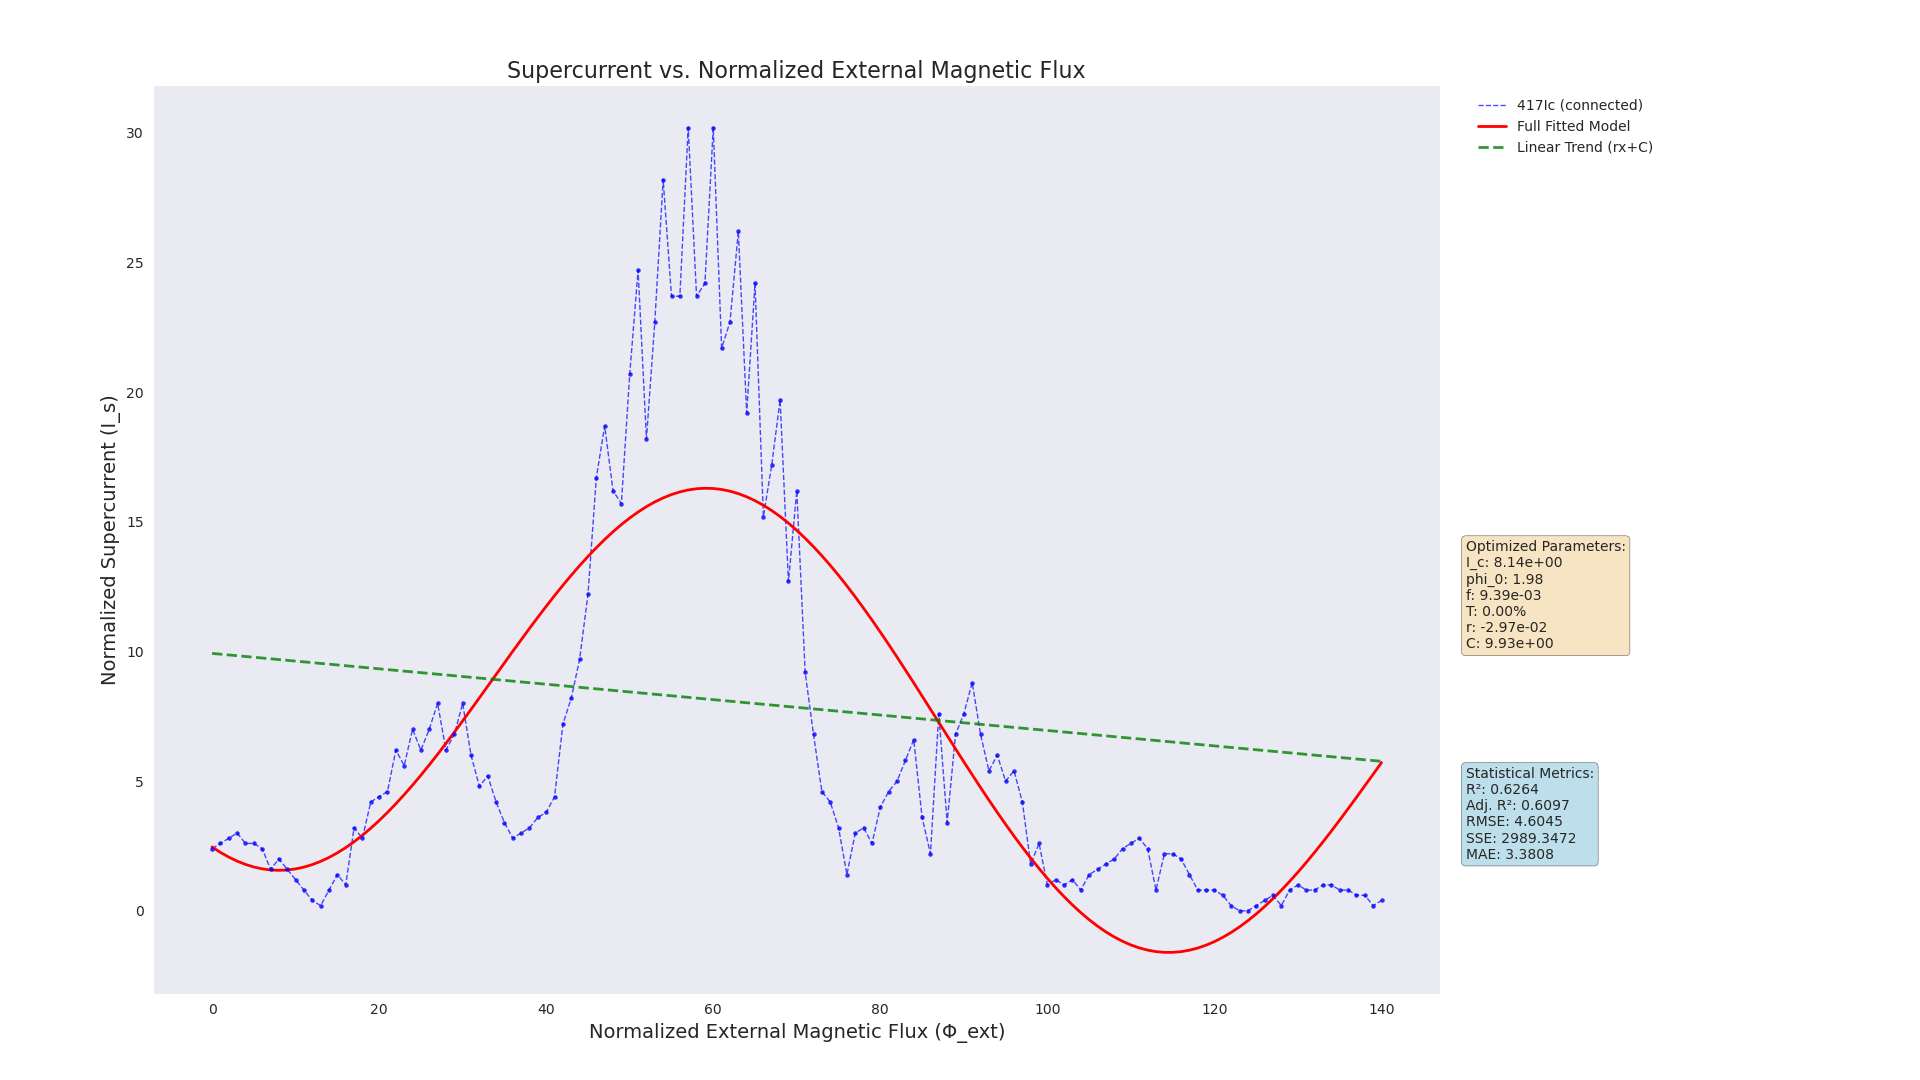 Supercurrent vs. Normalized External Magnetic Flux
417Ic (connected)
Full Fitted Model
Linear Trend (rx+C)
30
25
20
15
10
5
0
Normalized Supercurrent (I_s)
0 20 40 60 80 100 120 140
Normalized External Magnetic Flux (Φ_ext)
Optimized Parameters:
I_c: 8.14e+00
phi_0: 1.98
f: 9.39e-03
T: 0.00%
r: -2.97e-02
C: 9.93e+00
Statistical Metrics:
R²: 0.6264
Adj. R²: 0.6097
RMSE: 4.6045
SSE: 2989.3472
MAE: 3.3808